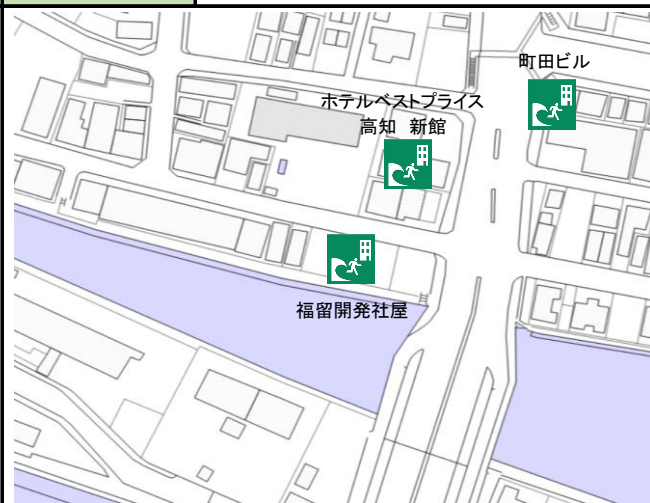 町田ビル
ホテルベストプライス
高知 新館
福留開発社屋